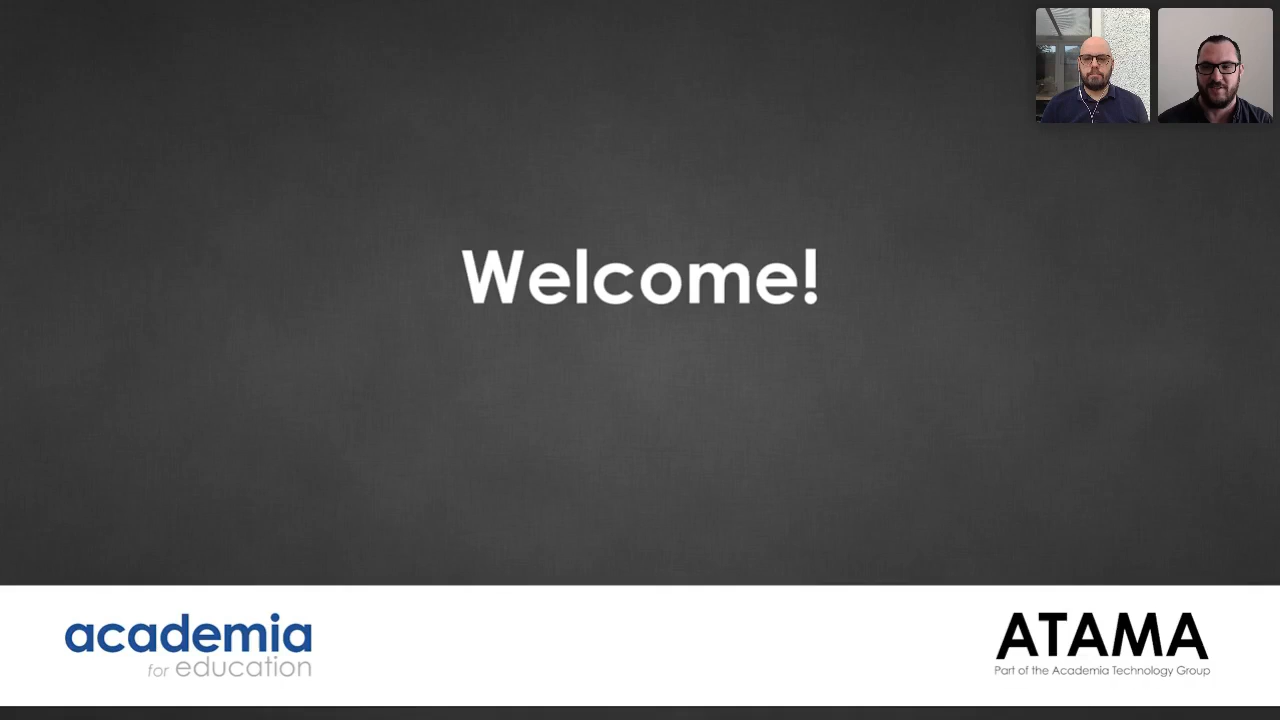 Welcome!
academia
for education
ATAMA
Part of the Academia Technology Group